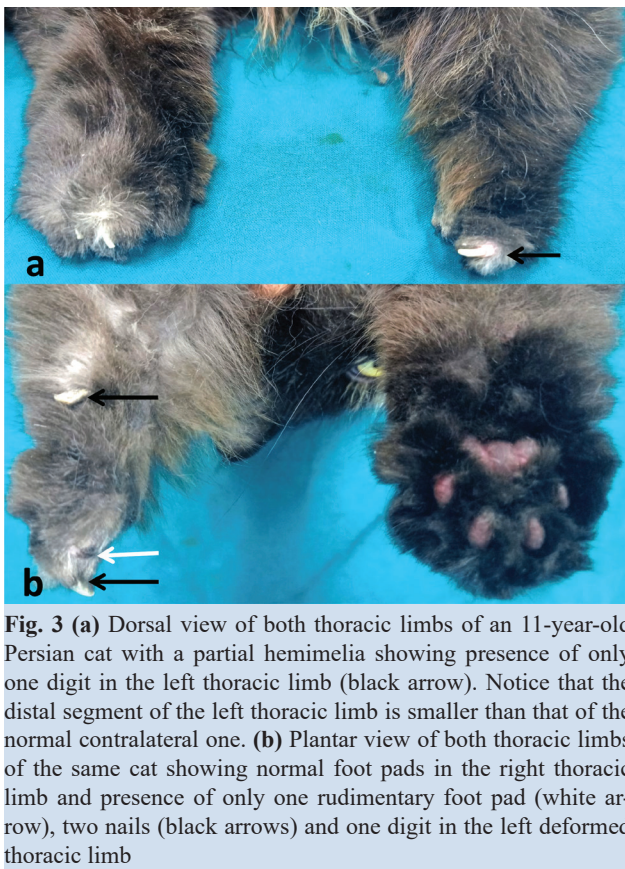 a
b
Fig. 3 (a) Dorsal view of both thoracic limbs of an 11-year-old
Persian cat with a partial hemimelia showing presence of only
one digit in the left thoracic limb (black arrow). Notice that the
distal segment of the left thoracic limb is smaller than that of the
normal contralateral one. (b) Plantar view of both thoracic limbs
of the same cat showing normal foot pads in the right thoracic
limb and presence of only one rudimentary foot pad (white ar-
row), two nails (black arrows) and one digit in the left deformed
thoracic limb